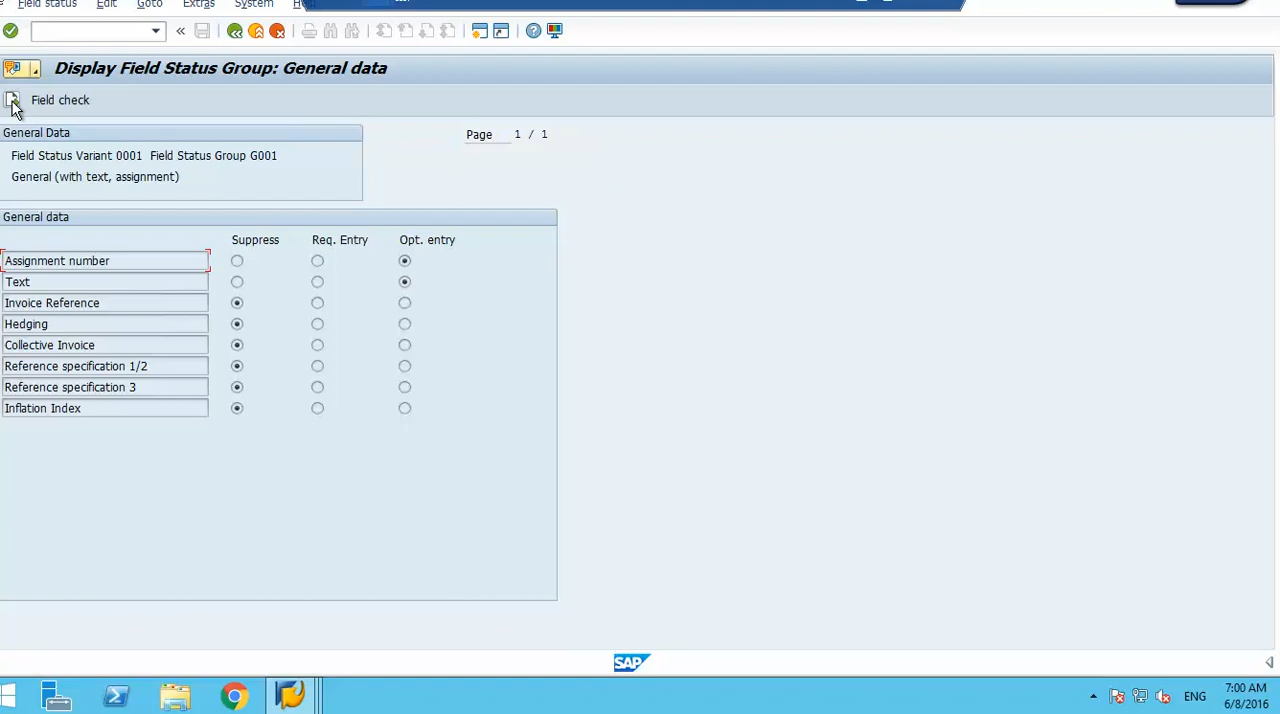 Field status Edit Goto Extras System
Display Field Status Group: General data
Field check
General Data
Page 1 / 1
Field Status Variant 0001 Field Status Group G001
General (with text, assignment)
General data
Suppress Req. Entry Opt. entry
Assignment number
Text
Invoice Reference
Hedging
Collective Invoice
Reference specification 1/2
Reference specification 3
Inflation Index
SAP
ENG
7:00 AM
6/8/2016